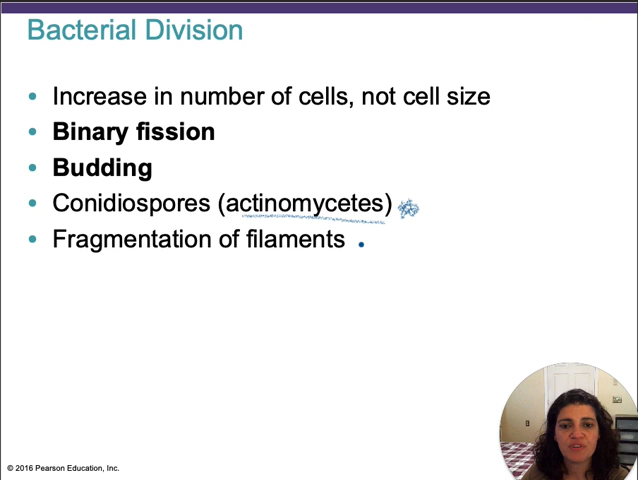 Bacterial Division
• Increase in number of cells, not cell size
• Binary fission
• Budding
• Conidiospores (actinomycetes)
• Fragmentation of filaments
© 2016 Pearson Education, Inc.